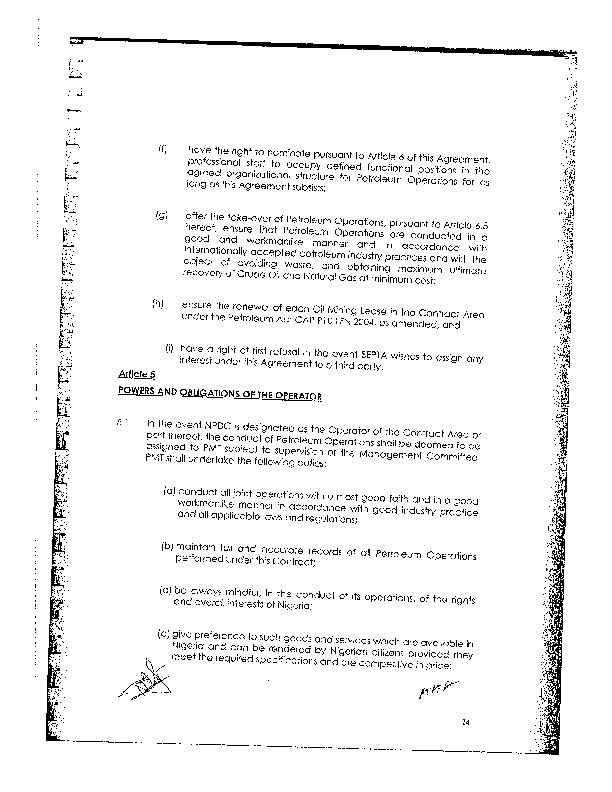 (f) have the right to nominate pursuant to Article 6 of this Agreement,
professional staff to occupy defined functional positions in the
agreed organizational structure for Petroleum Operations for as
long as this Agreement subsists;
(g) after the take-over of Petroleum Operations, pursuant to Article 6.5
hereof, ensure that Petroleum Operations are conducted in a
good and workmanlike manner and in accordance with
internationally accepted petroleum industry practices and with the
object of avoiding waste, and obtaining maximum ultimate
recovery of Crude Oil and Natural Gas at minimum cost;
(h) ensure the renewal of each Oil Mining Lease in the Contract Area
under the Petroleum Act CAP P10 LFN 2004, as amended; and
(i) have a right of first refusal in the event SEPTA wishes to assign any
interest under this Agreement to a third party.
Article 5
POWERS AND OBLIGATIONS OF THE OPERATOR
In the event NPDC is designated as the Operator of the Contract Area or
part thereof, the conduct of Petroleum Operations shall be deemed to be
assigned to PMT subject to supervision of the Management Committee.
PMT shall undertake the following duties:
(a) conduct all joint operations with utmost good faith and in a good
workmanlike manner in accordance with good industry practice
and all applicable laws and regulations;
(b) maintain full and accurate records of all Petroleum Operations
performed under this Contract;
(c) be always mindful, in the conduct of its operations, of the rights
and overall interests of Nigeria;
give preference to such goods and services which are available in
Nigeria and can be rendered by Nigerian citizens provided they
meet the required specifications and are competitive in price;
24